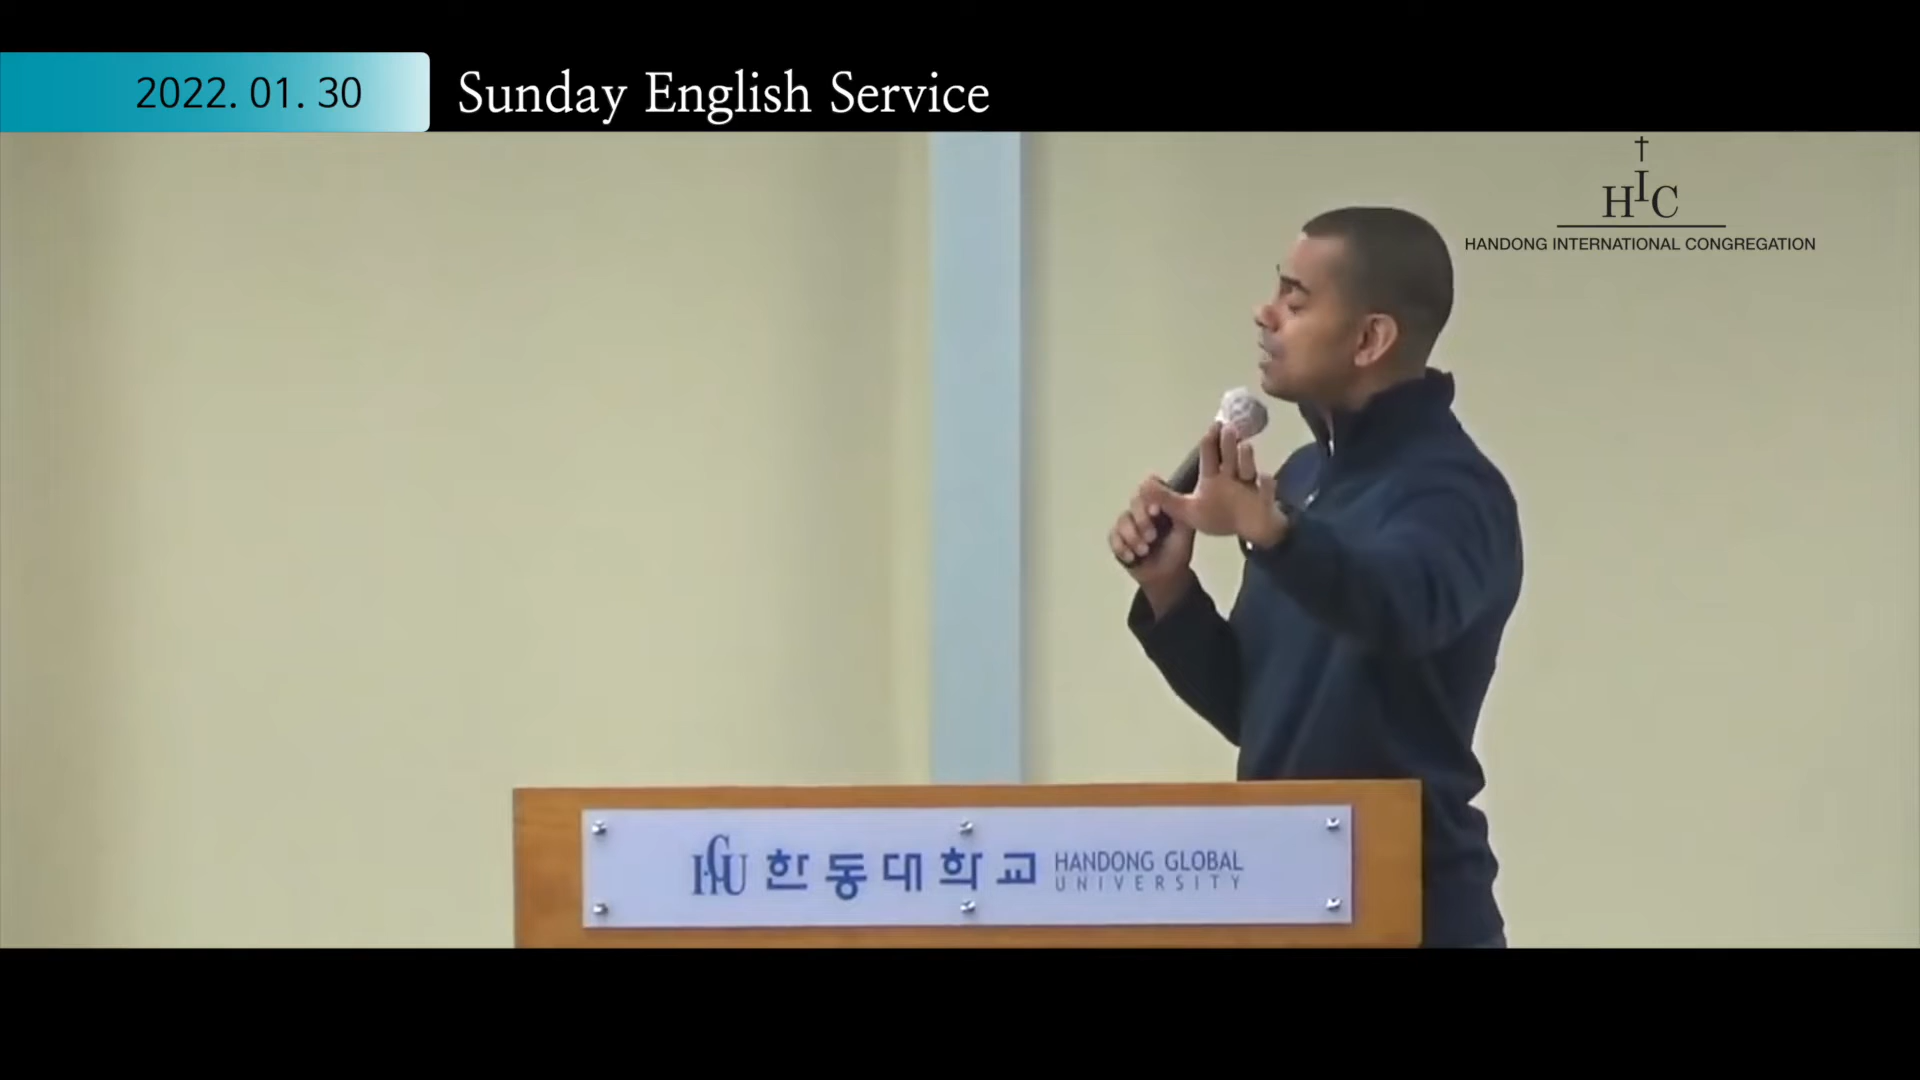 2022. 01. 30
Sunday English Service
HIC
HANDONG INTERNATIONAL CONGREGATION
HGU 한동대학교 HANDONG GLOBAL
UNIVERSITY